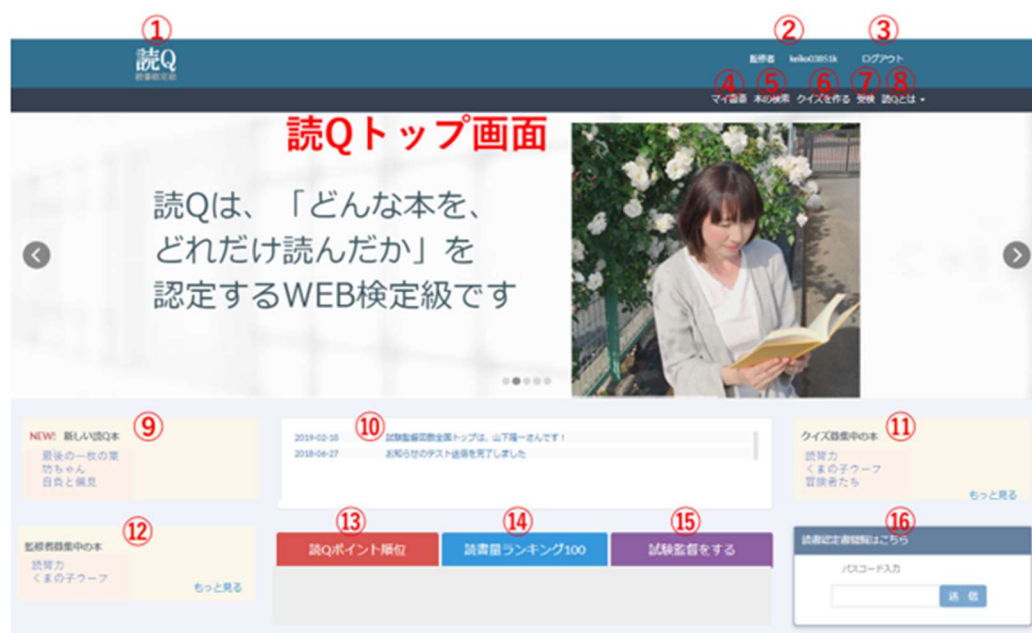 ① ② ③
読Q
読書認定級
監修者 keiko03851k ログアウト
④ ⑤ ⑥ ⑦ ⑧
マイ書斎 本の検索 クイズを作る 受検 読Qとは
読Qトップ画面
読Qは、「どんな本を、
どれだけ読んだか」を
認定するWEB検定級です
⑨
NEW! 新しい読Q本
最後の一枚の葉
坊ちゃん
自負と偏見
⑩
2019-02-18 試験監督回数全国トップは、山下陽一さんです!
2018-06-27 お知らせのテスト送信を完了しました
⑪
クイズ募集中の本
読解力
くまの子ウーフ
冒険者たち
もっと見る
⑫
監修者募集中の本
読解力
くまの子ウーフ
もっと見る
⑬ ⑭ ⑮
読Qポイント順位 読書量ランキング100 試験監督をする
⑯
読書認定書閲覧はこちら
パスコード入力
送 信